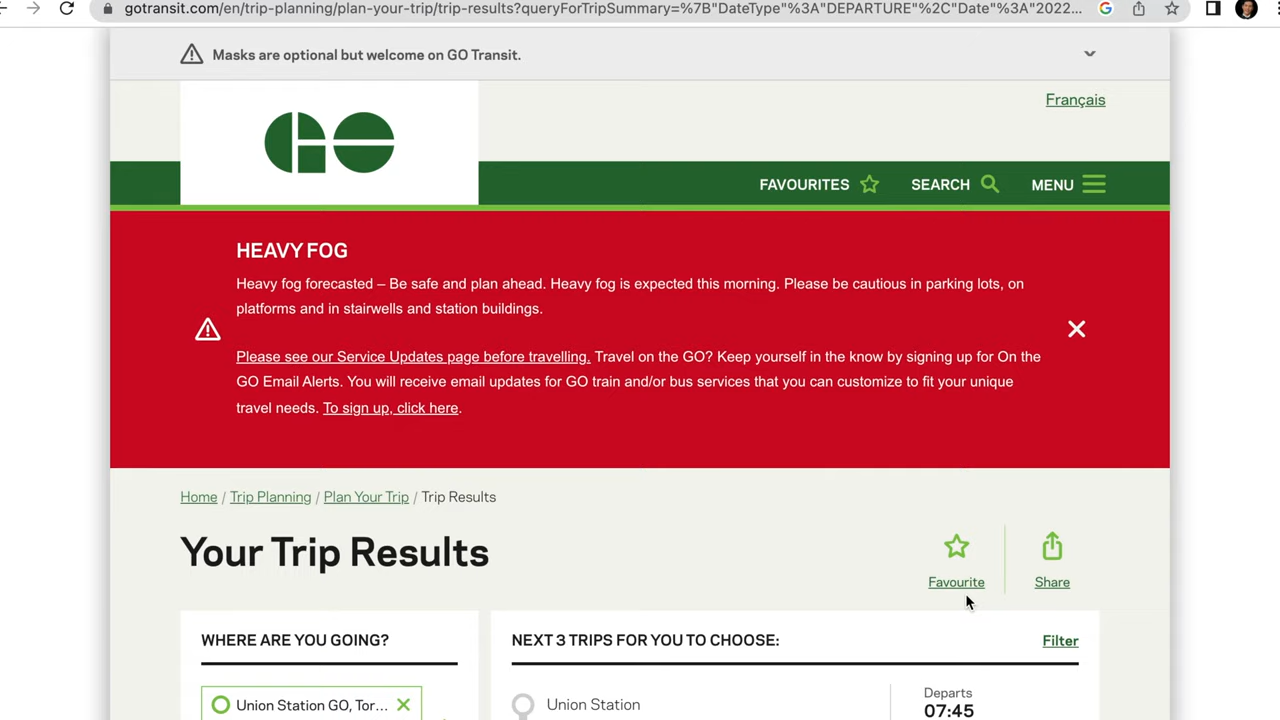 gotransit.com/en/trip-planning/plan-your-trip/trip-results?queryForTripSummary=%7B"DateType"%3A"DEPARTURE"%2C"Date"%3A"2022...
Masks are optional but welcome on GO Transit.
Français
GO
FAVOURITES SEARCH MENU
HEAVY FOG
Heavy fog forecasted – Be safe and plan ahead. Heavy fog is expected this morning. Please be cautious in parking lots, on
platforms and in stairwells and station buildings.
Please see our Service Updates page before travelling. Travel on the GO? Keep yourself in the know by signing up for On the
GO Email Alerts. You will receive email updates for GO train and/or bus services that you can customize to fit your unique
travel needs. To sign up, click here.
Home / Trip Planning / Plan Your Trip / Trip Results
Your Trip Results
Favourite
Share
WHERE ARE YOU GOING?
Union Station GO, Tor...
NEXT 3 TRIPS FOR YOU TO CHOOSE:
Filter
Union Station
Departs
07:45